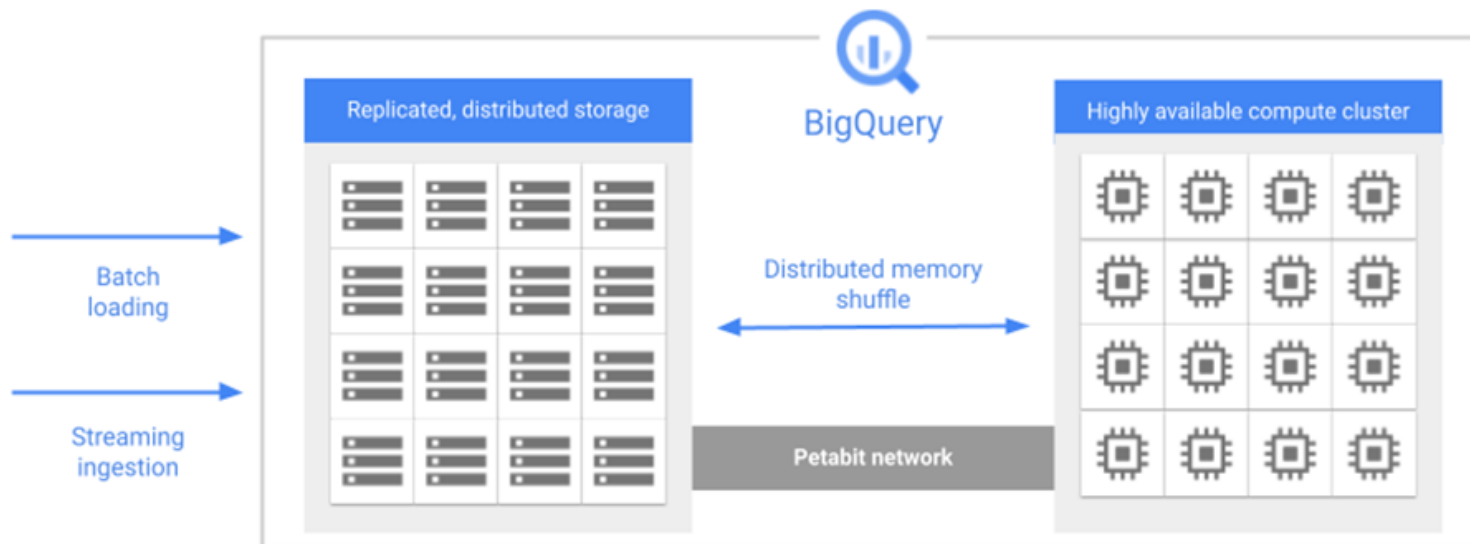 BigQuery
Replicated, distributed storage
Highly available compute cluster
Batch
loading
Distributed memory
shuffle
Streaming
ingestion
Petabit network